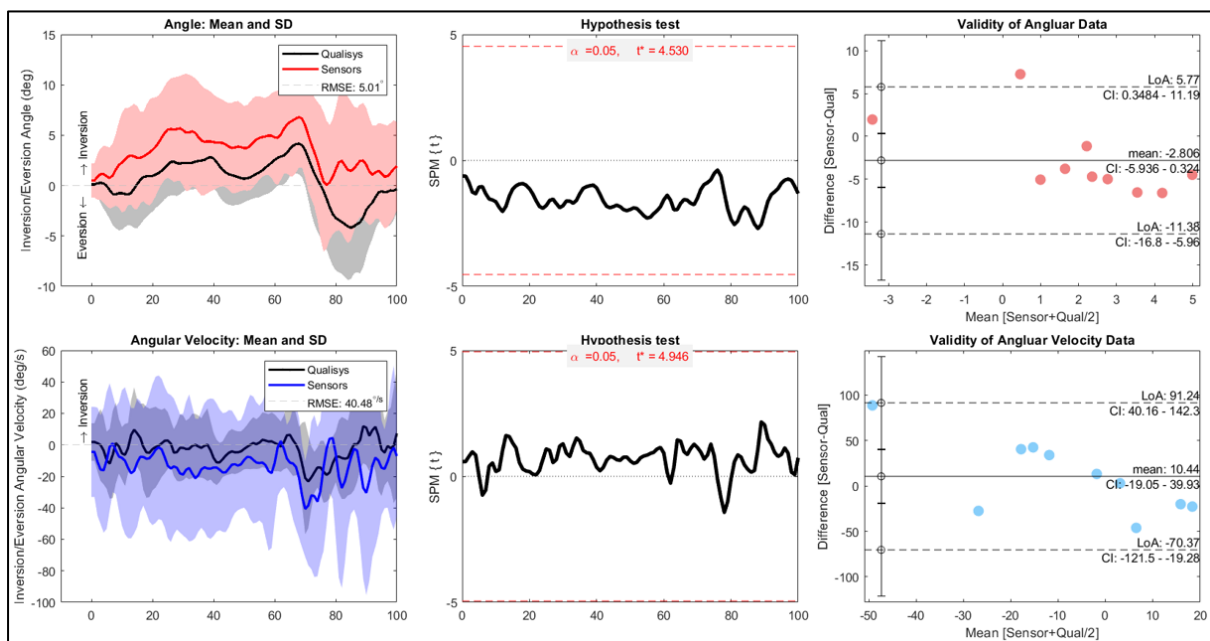 Angle: Mean and SD
Inversion/Eversion Angle (deg)
Eversion ← → Inversion
15
10
5
0
5
-10
0
20
40
60
80
100
Qualisys
Sensors
RMSE: 5.01°
Hypothesis test
SPM { t }
α =0.05, t* = 4.530
5
0
-5
0
20
40
60
80
100
Validity of Angluar Data
Difference [Sensor-Qual]
10
5
0
-5
-10
-15
LoA: 5.77
CI: 0.3484 - 11.19
mean: -2.806
CI: -5.936 - 0.324
LoA: -11.38
CI: -16.8 - -5.96
-3
-2
-1
0
1
2
3
4
5
Mean [Sensor+Qual/2]
Angular Velocity: Mean and SD
Inversion/Eversion Angular Velocity (deg/s)
→ Inversion
60
40
20
0
-20
-40
-60
-80
-100
0
20
40
60
80
100
Qualisys
Sensors
RMSE: 40.48°/s
Hypothesis test
SPM { t }
α =0.05, t* = 4.946
5
0
-5
0
20
40
60
80
100
Validity of Angluar Velocity Data
Difference [Sensor-Qual]
100
50
0
-50
-100
LoA: 91.24
CI: 40.16 - 142.3
mean: 10.44
CI: -19.05 - 39.93
LoA: -70.37
CI: -121.5 - -19.28
-50
-40
-30
-20
-10
0
10
20
Mean [Sensor+Qual/2]